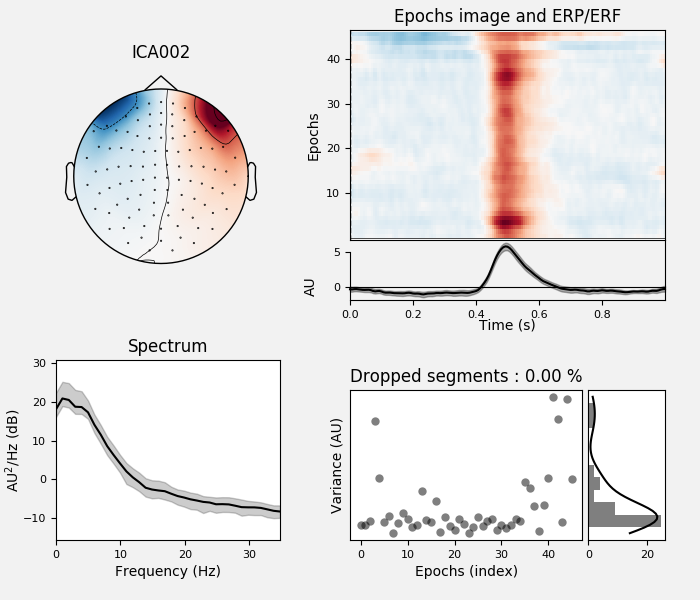 ICA002
Epochs image and ERP/ERF
Epochs
40
30
20
10
AU
5
0
0.0 0.2 0.4 0.6 0.8
Time (s)
Spectrum
AU²/Hz (dB)
30
20
10
0
−10
0 10 20 30
Frequency (Hz)
Dropped segments : 0.00 %
Variance (AU)
0 10 20 30 40
Epochs (index)
0 20